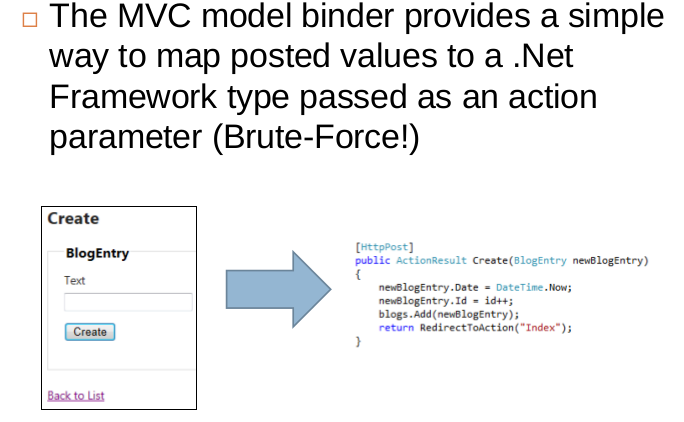 The MVC model binder provides a simple
way to map posted values to a .Net
Framework type passed as an action
parameter (Brute-Force!)
Create
BlogEntry
Text
Create
Back to List
[HttpPost]
public ActionResult Create(BlogEntry newBlogEntry)
{
    newBlogEntry.Date = DateTime.Now;
    newBlogEntry.Id = id++;
    blogs.Add(newBlogEntry);
    return RedirectToAction("Index");
}